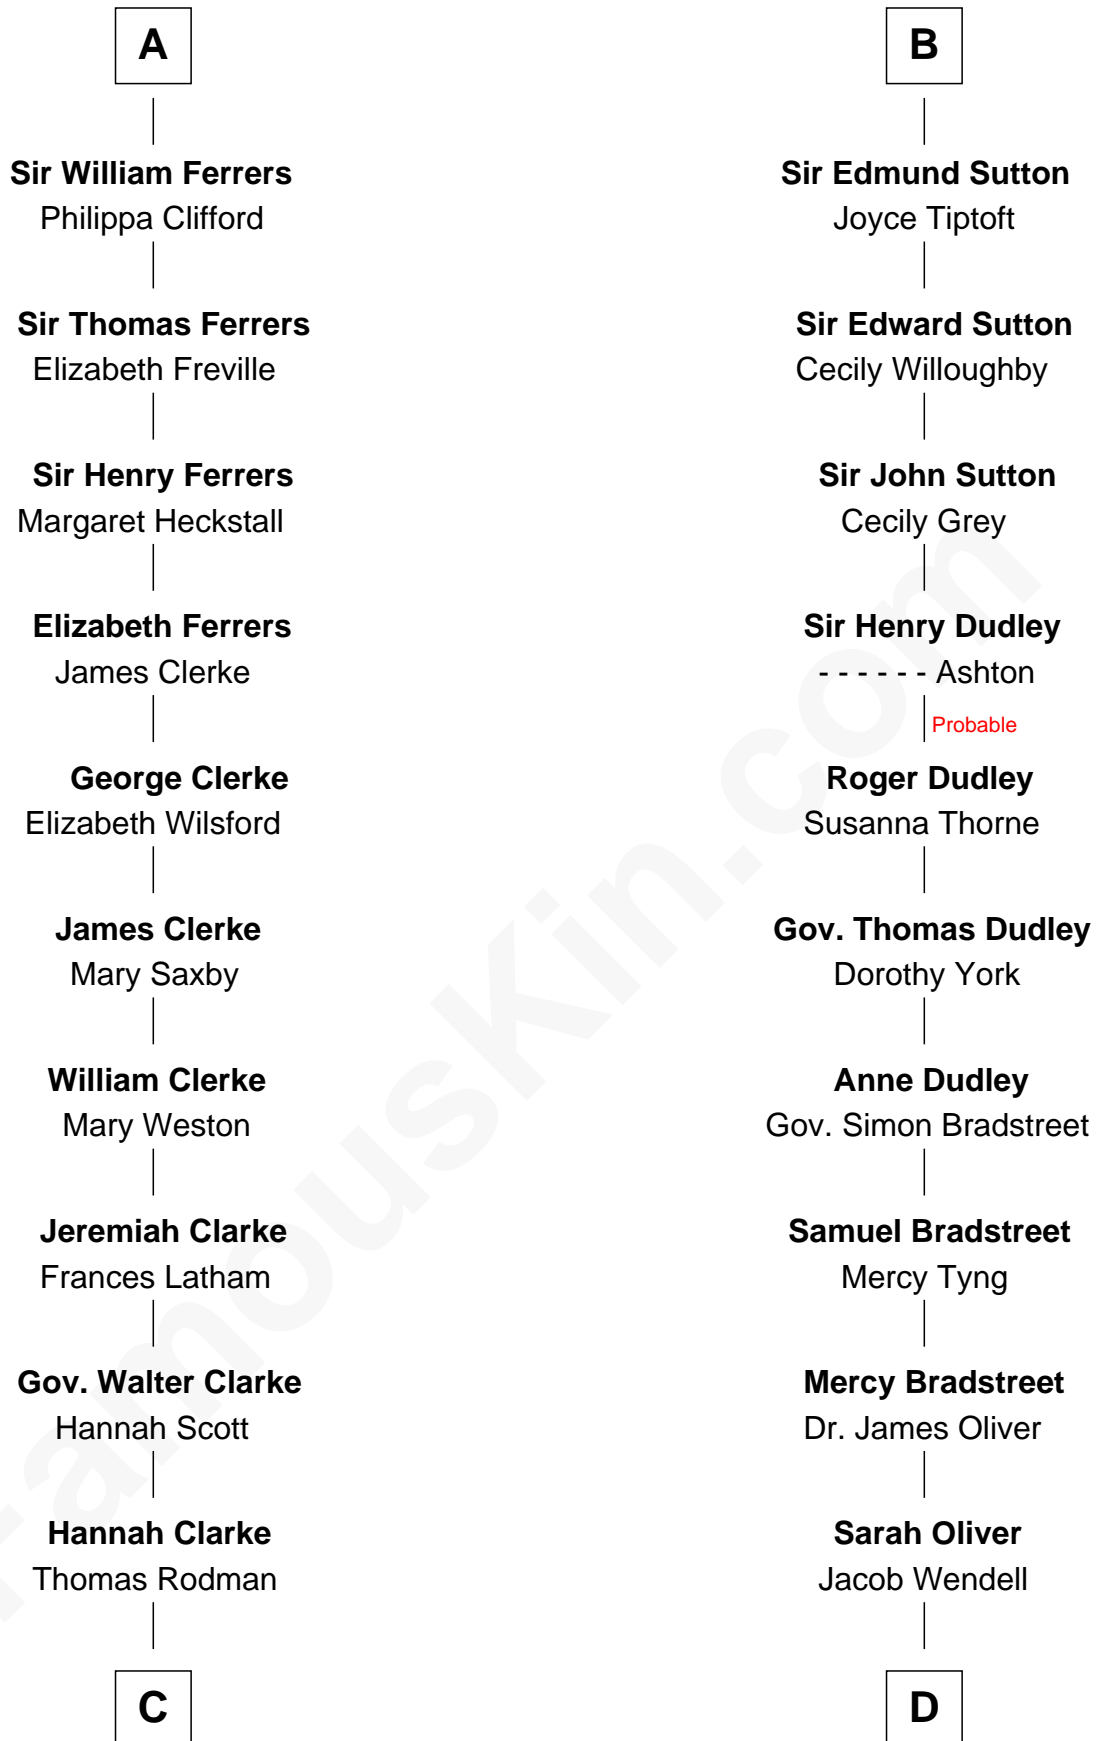 A
Sir William Ferrers
Philippa Clifford
Sir Thomas Ferrers
Elizabeth Freville
Sir Henry Ferrers
Margaret Heckstall
Elizabeth Ferrers
James Clerke
George Clerke
Elizabeth Wilsford
James Clerke
Mary Saxby
William Clerke
Mary Weston
Jeremiah Clarke
Frances Latham
Gov. Walter Clarke
Hannah Scott
Hannah Clarke
Thomas Rodman
C
B
Sir Edmund Sutton
Joyce Tiptoft
Sir Edward Sutton
Cecily Willoughby
Sir John Sutton
Cecily Grey
Sir Henry Dudley
- - - - - - Ashton
Probable
Roger Dudley
Susanna Thorne
Gov. Thomas Dudley
Dorothy York
Anne Dudley
Gov. Simon Bradstreet
Samuel Bradstreet
Mercy Tyng
Mercy Bradstreet
Dr. James Oliver
Sarah Oliver
Jacob Wendell
D
FamousKin.com